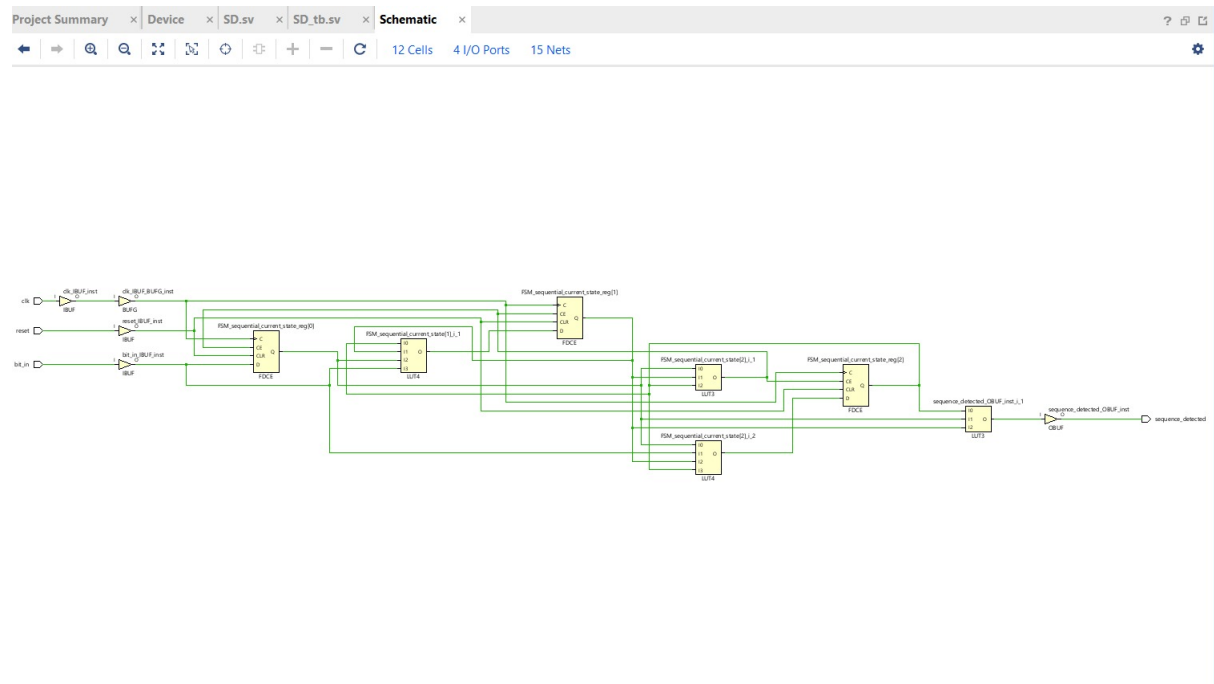 Project Summary × Device × SD.sv × SD_tb.sv × Schematic ×
12 Cells 4 I/O Ports 15 Nets
clk
clk_IBUF_inst
I O
IBUF
clk_IBUF_BUFG_inst
I O
BUFG
reset
reset_IBUF_inst
I O
IBUF
bit_in
bit_in_IBUF_inst
I O
IBUF
FSM_sequential_current_state_reg[0]
C
CE
CLR
D
Q
FDCE
FSM_sequential_current_state[1]_i_1
I0
I1 O
I2
I3
LUT4
FSM_sequential_current_state_reg[1]
C
CE
CLR
D
Q
FDCE
FSM_sequential_current_state[2]_i_1
I0
I1 O
I2
LUT3
FSM_sequential_current_state[2]_i_2
I0
I1 O
I2
I3
LUT4
FSM_sequential_current_state_reg[2]
C
CE
CLR
D
Q
FDCE
sequence_detected_OBUF_inst_i_1
I0
I1 O
I2
LUT3
sequence_detected_OBUF_inst
I O
OBUF
sequence_detected